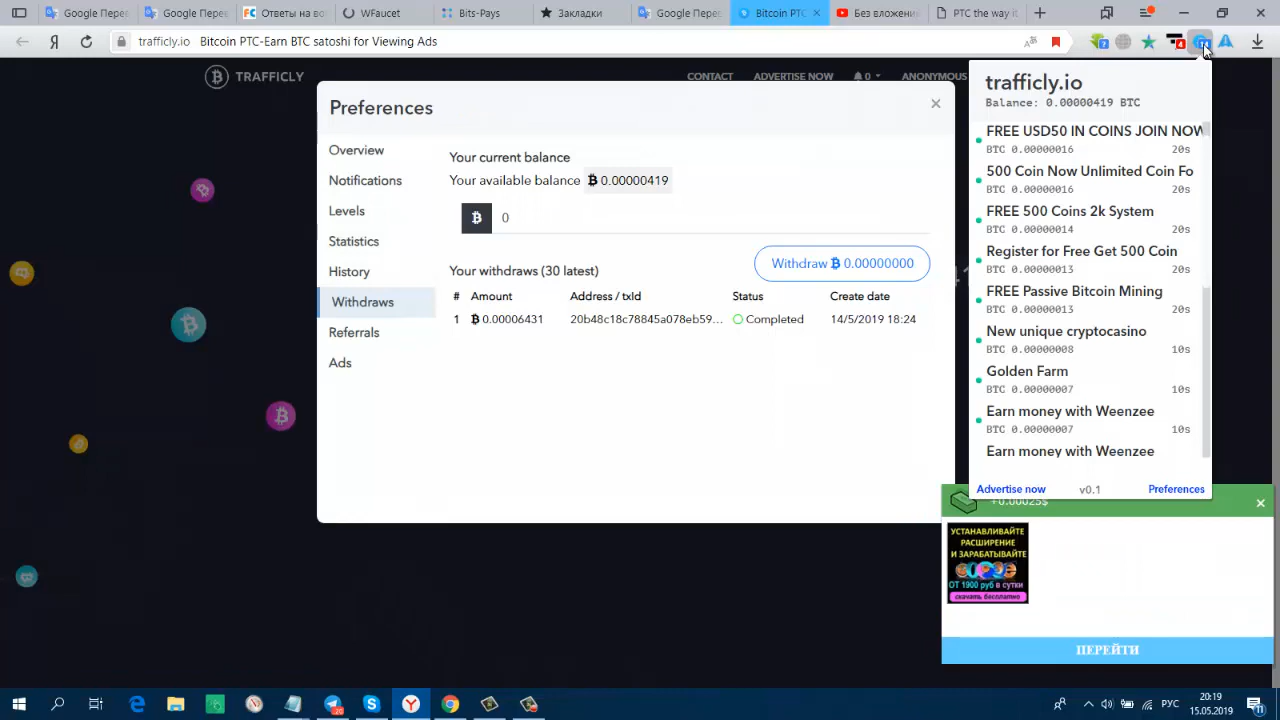 Google Пере
Ответы на во
WFaucet
Bits-Pays
Закладки
Google Перев
Bitcoin PTC
Без вложени
PTC the way i
Я
trafficly.io Bitcoin PTC-Earn BTC satoshi for Viewing Ads
7
4
TRAFFICLY
CONTACT
ADVERTISE NOW
0
ANONYMOUS
Preferences
Overview
Notifications
Levels
Statistics
History
Withdraws
Referrals
Ads
Your current balance
Your available balance 0.00000419
0
Withdraw 0.00000000
Your withdraws (30 latest)
# Amount Address / txId Status Create date
1 0.00006431 20b48c18c78845a078eb59... Completed 14/5/2019 18:24
trafficly.io
Balance: 0.00000419 BTC
FREE USD50 IN COINS JOIN NOW
BTC 0.00000016 20s
500 Coin Now Unlimited Coin Fo
BTC 0.00000016 20s
FREE 500 Coins 2k System
BTC 0.00000014 20s
Register for Free Get 500 Coin
BTC 0.00000013 20s
FREE Passive Bitcoin Mining
BTC 0.00000013 20s
New unique cryptocasino
BTC 0.00000008 10s
Golden Farm
BTC 0.00000007 10s
Earn money with Weenzee
BTC 0.00000007 10s
Earn money with Weenzee
Advertise now v0.1 Preferences
+0.00025$
УСТАНАВЛИВАЙТЕ
РАСШИРЕНИЕ
И ЗАРАБАТЫВАЙТЕ
ОТ 1900 руб в сутки
скачать бесплатно
ПЕРЕЙТИ
РУС
20:19
15.05.2019